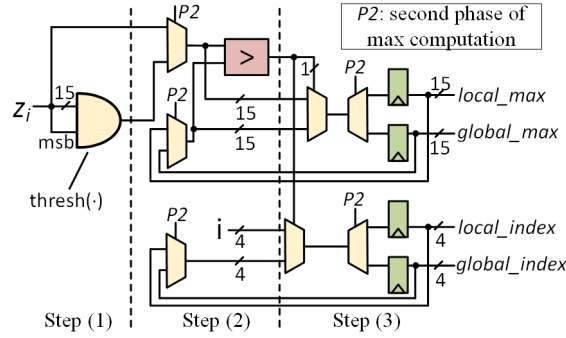 P2
P2: second phase of
max computation
>
1
P2
15
local_max
15
z_i
15
P2
15
global_max
msb
15
15
thresh(·)
P2
P2
i
4
local_index
4
4
global_index
4
Step (1)
Step (2)
Step (3)